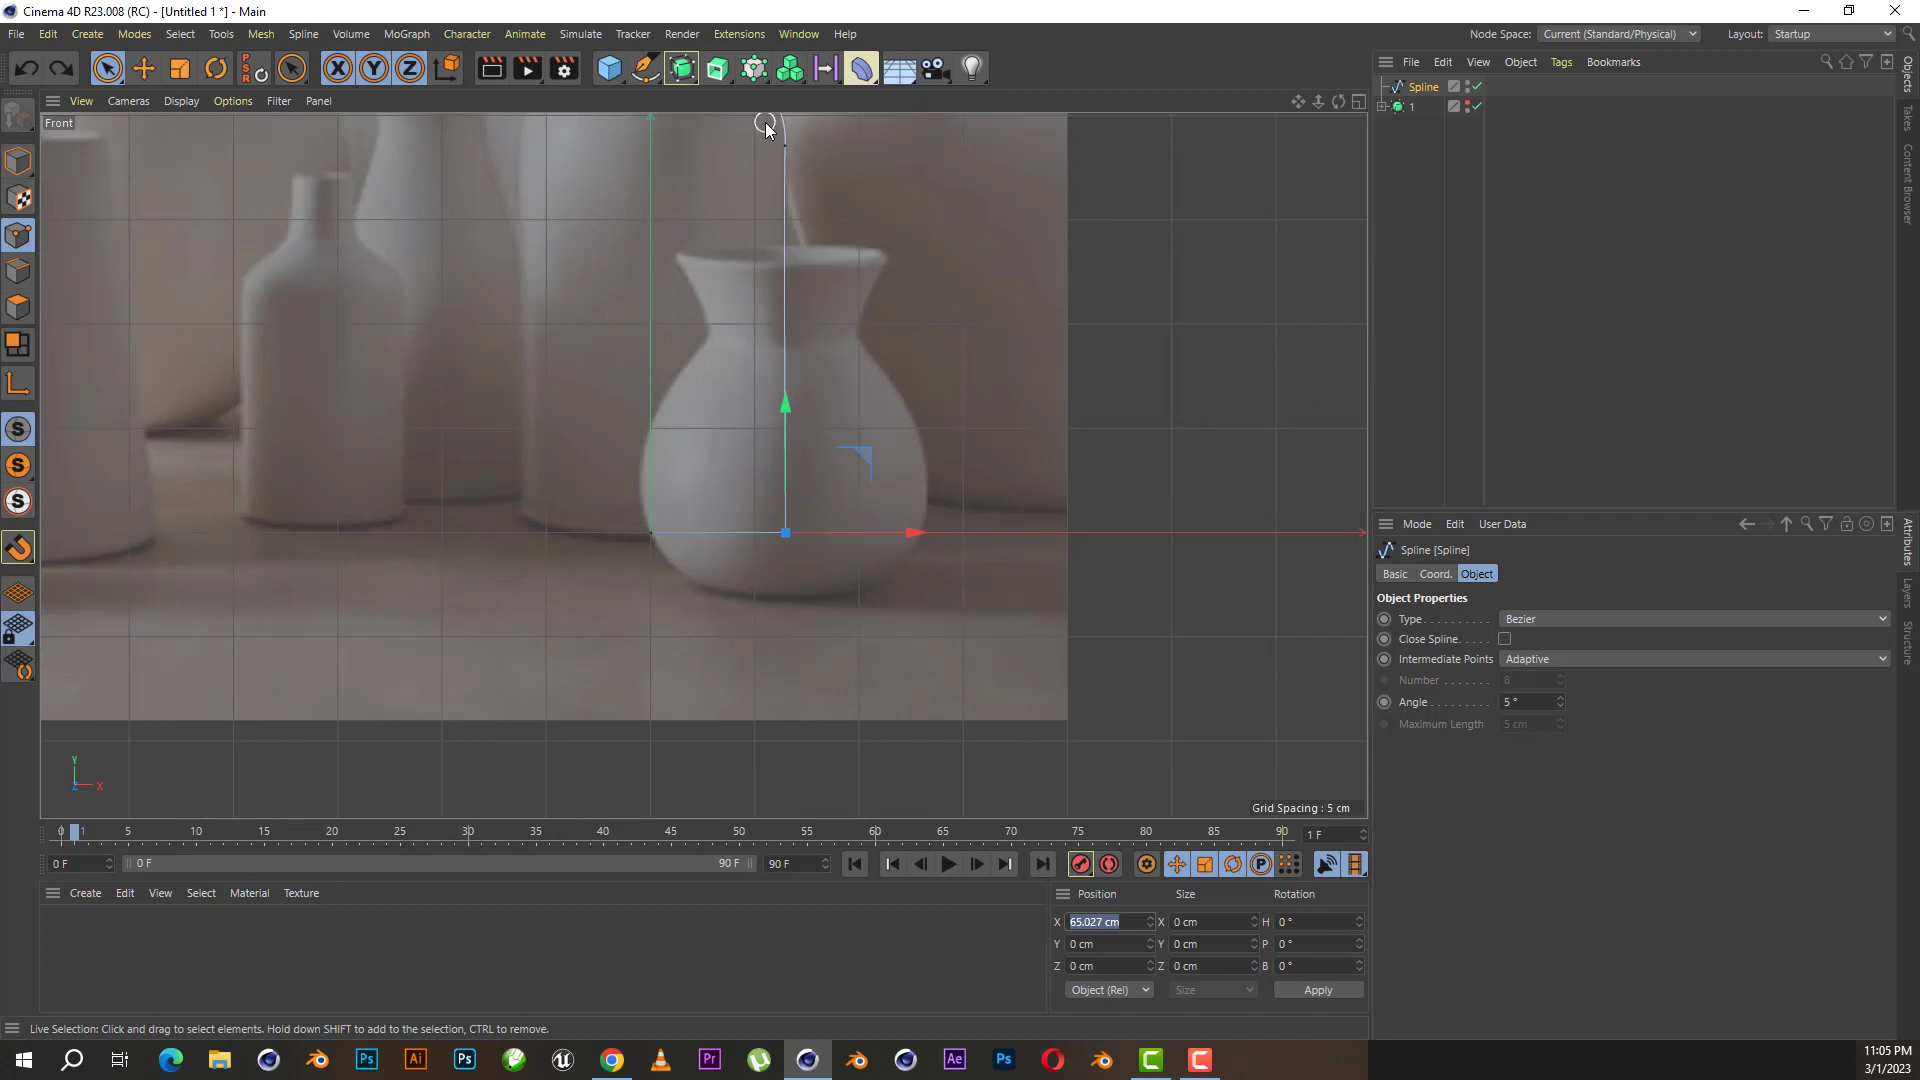 Cinema 4D R23.008 (RC) - [Untitled 1 *] - Main
File Edit Create Modes Select Tools Mesh Spline Volume MoGraph Character Animate Simulate Tracker Render Extensions Window Help
Node Space: Current (Standard/Physical) Layout: Startup
X Y Z
View Cameras Display Options Filter Panel
Front
File Edit View Object Tags Bookmarks
Spline
1
Objects
Takes
Content Browser
Mode Edit User Data
Spline [Spline]
Basic Coord. Object
Object Properties
Type Bezier
Close Spline
Intermediate Points Adaptive
Number 8
Angle 5 °
Maximum Length 5 cm
Attributes
Layers
Structure
Y
X
Z
Grid Spacing : 5 cm
0 1 5 10 15 20 25 30 35 40 45 50 55 60 65 70 75 80 85 90 1 F
0 F 0 F 90 F 90 F
Create Edit View Select Material Texture
Position Size Rotation
X 65.027 cm X 0 cm H 0 °
Y 0 cm Y 0 cm P 0 °
Z 0 cm Z 0 cm B 0 °
Object (Rel) Size Apply
Live Selection: Click and drag to select elements. Hold down SHIFT to add to the selection, CTRL to remove.
11:05 PM
3/1/2023